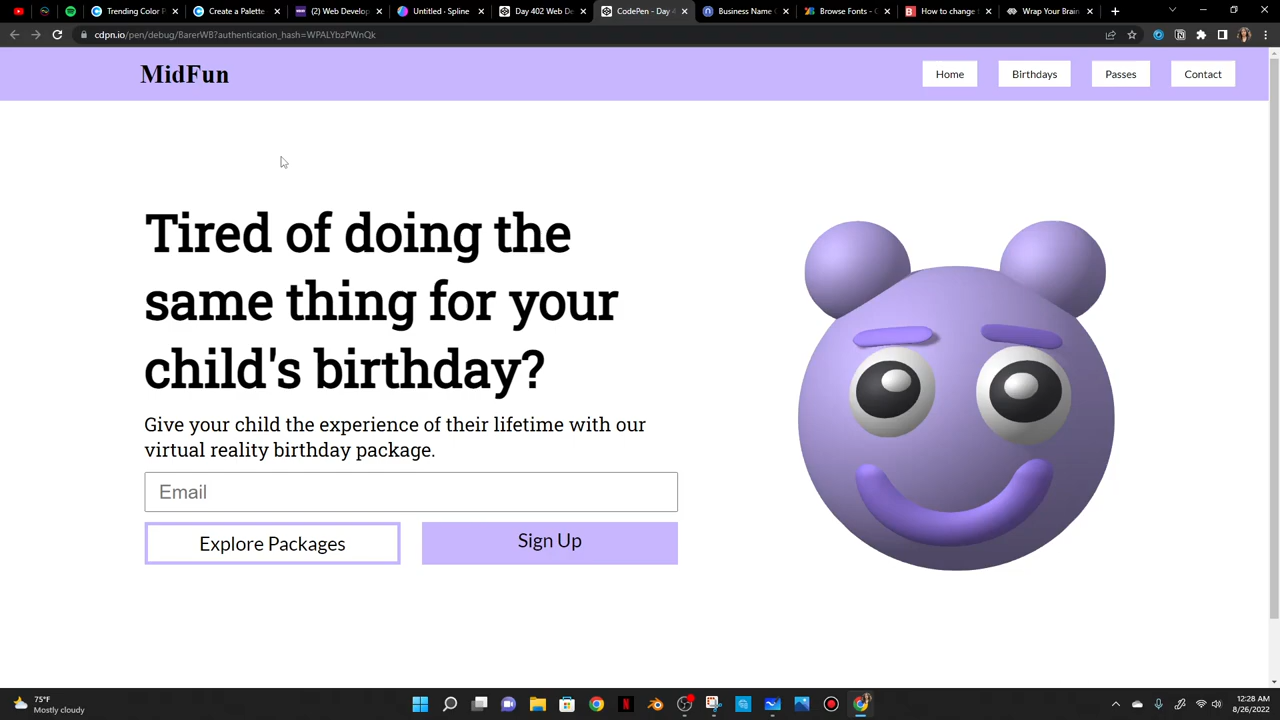 Trending Color P
Create a Palette
(2) Web Develop
Untitled · Spline
Day 402 Web De
CodePen - Day 4
Business Name G
Browse Fonts - G
How to change t
Wrap Your Brain
cdpn.io/pen/debug/BarerWB?authentication_hash=WPALYbzPWnQk
MidFun
Home
Birthdays
Passes
Contact
Tired of doing the
same thing for your
child's birthday?
Give your child the experience of their lifetime with our
virtual reality birthday package.
Email
Explore Packages
Sign Up
75°F
Mostly cloudy
12:28 AM
8/26/2022